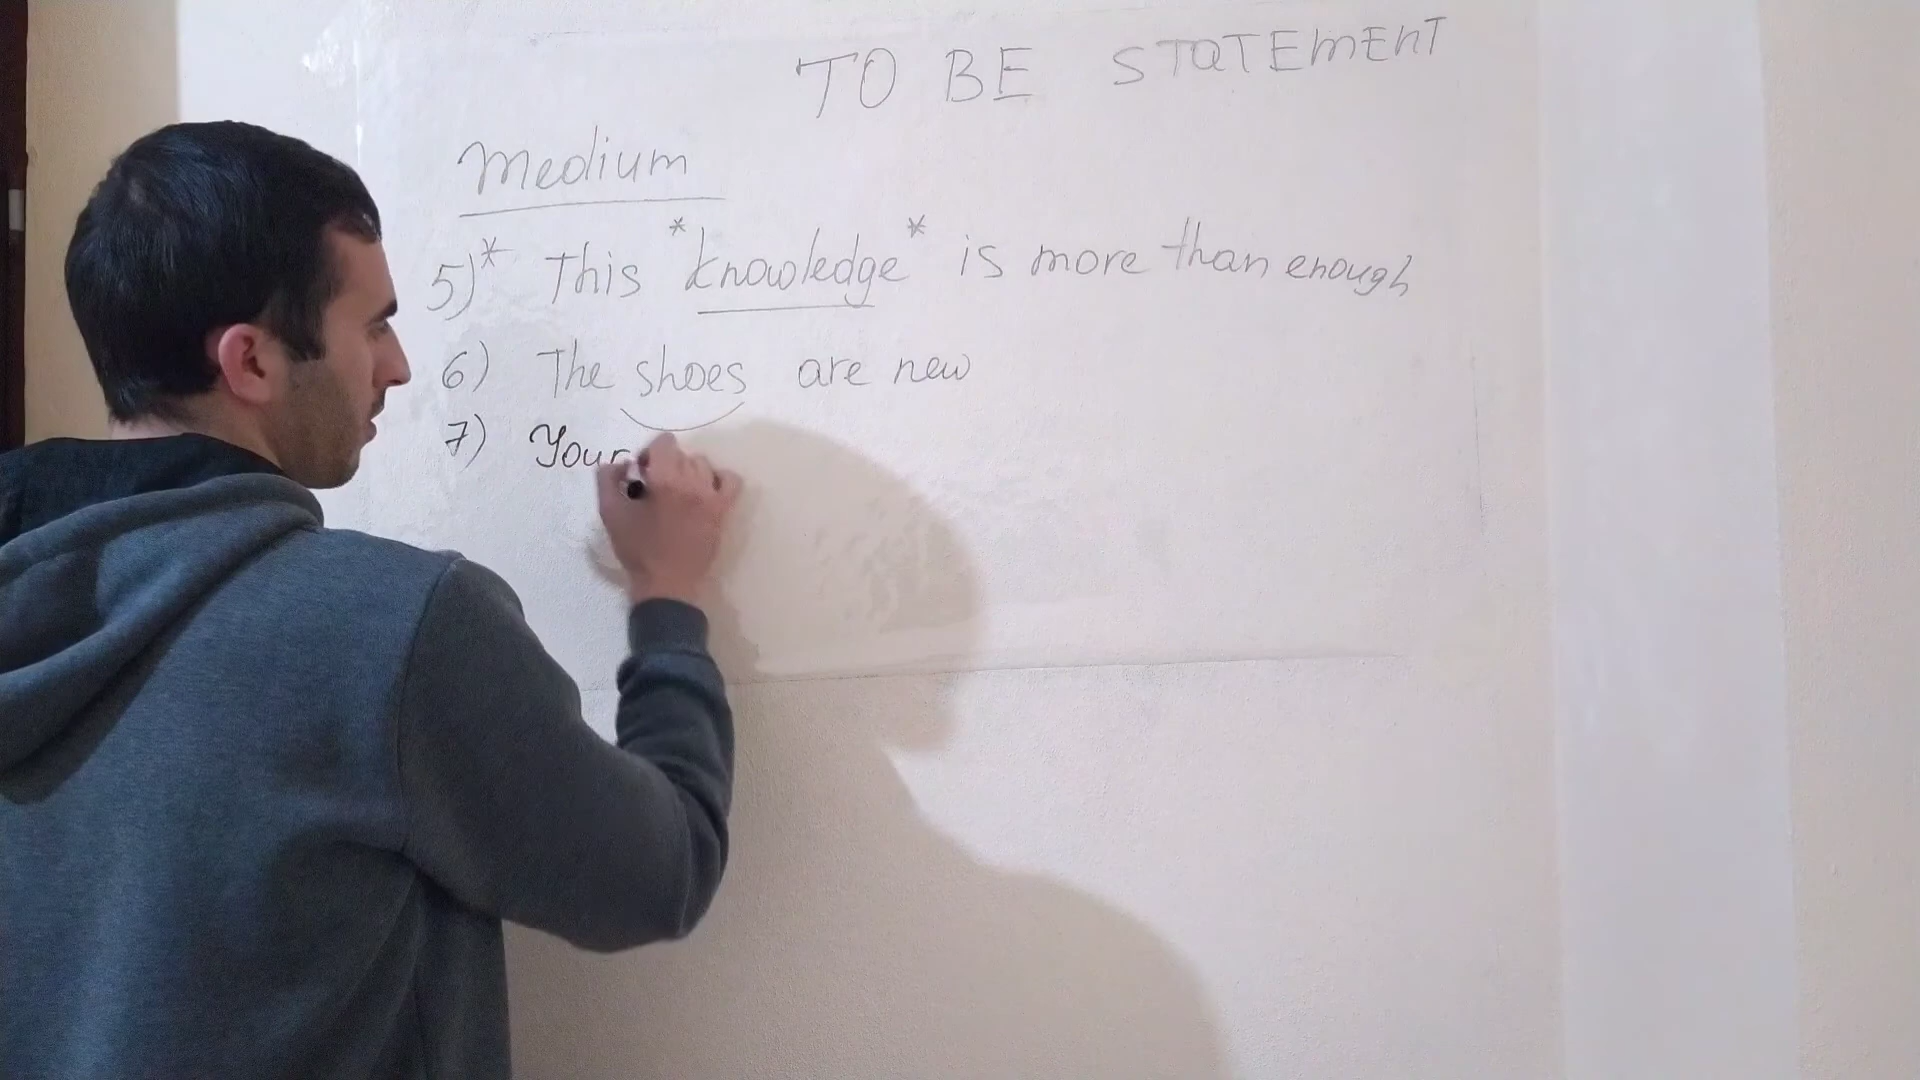 TO BE STATEMENT
Medium
5)* This *knowledge* is more than enough
6) The shoes are new
7) Your